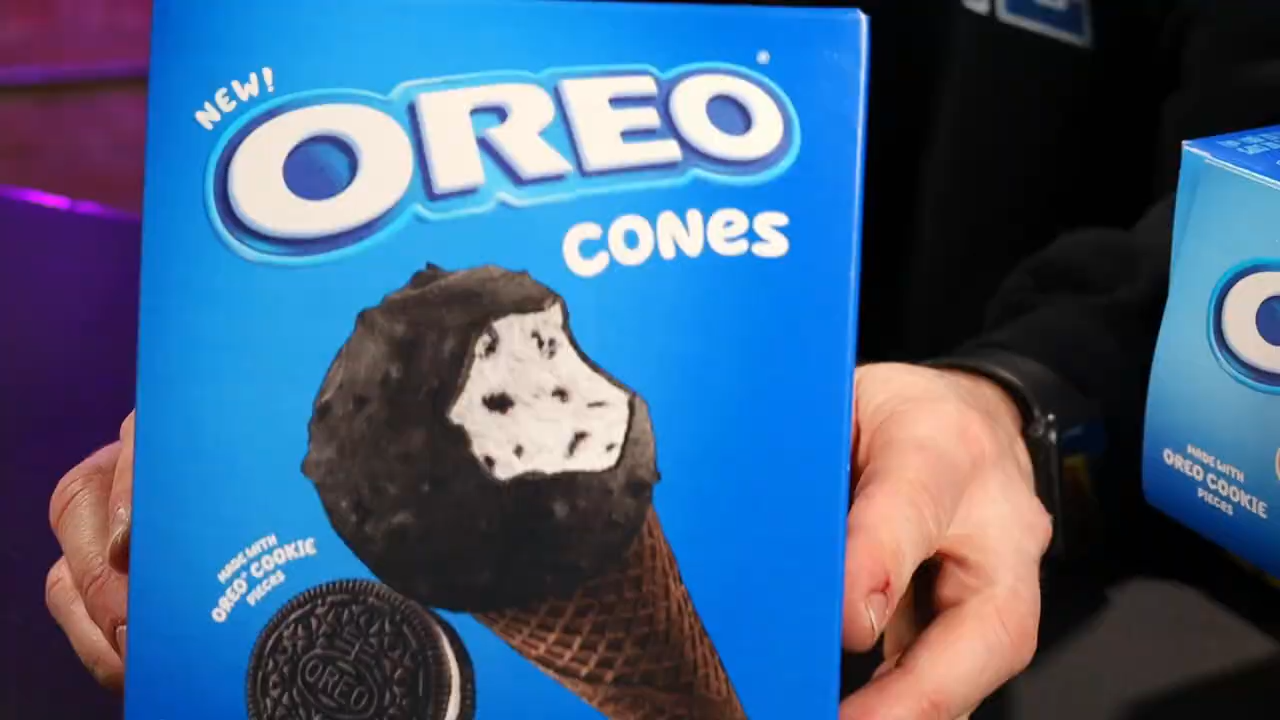 NEW!
OREO®
CONES
MADE WITH
OREO® COOKIE
PIECES
OREO
MADE WITH
OREO COOKIE
PIECES